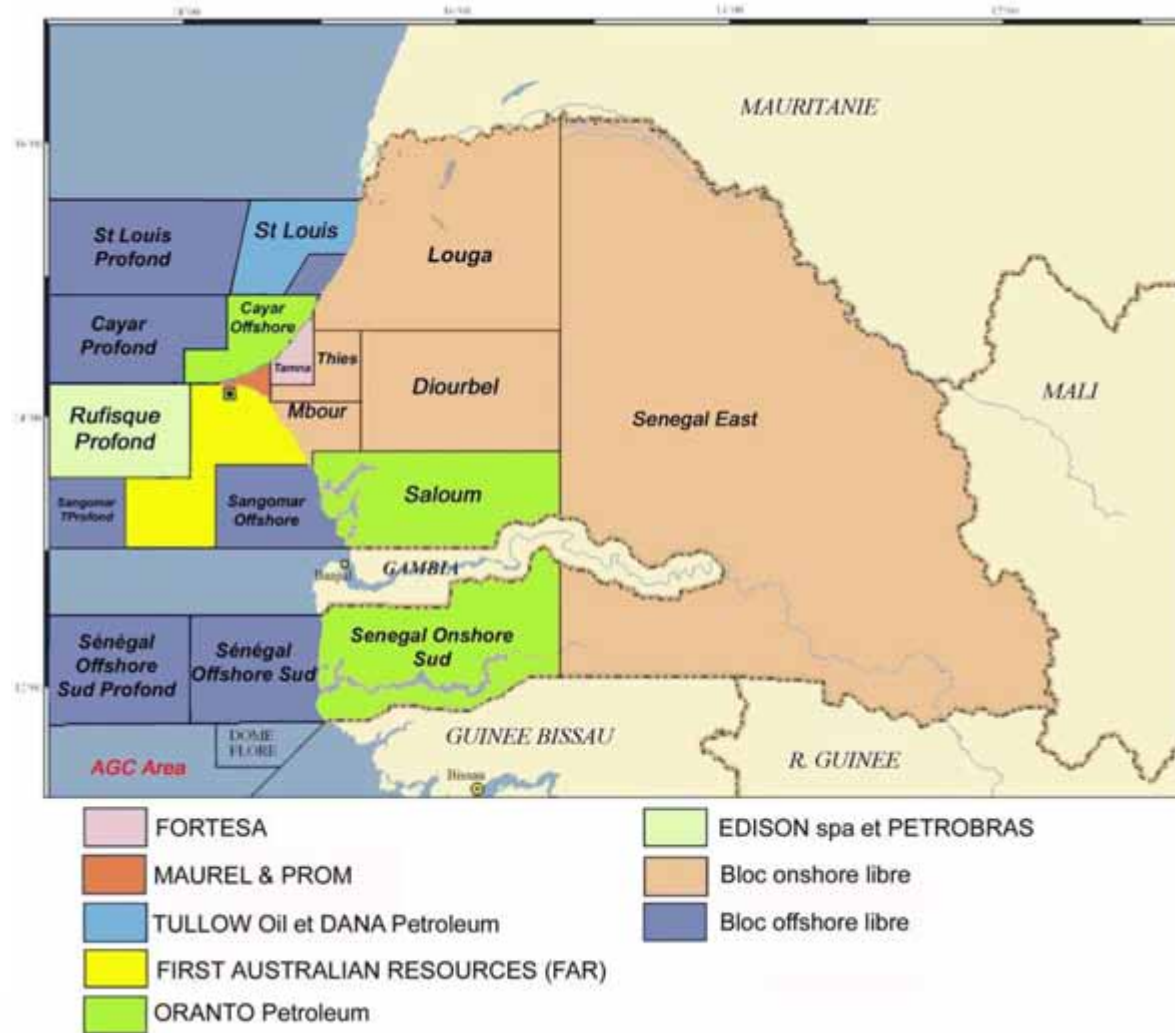 MAURITANIE
St Louis
Profond
St Louis
Louga
Cayar
Profond
Cayar
Offshore
Tamna
Thies
Diourbel
Mbour
Rufisque
Profond
Senegal East
MALI
Sangomar
TProfond
Sangomar
Offshore
Saloum
GAMBIA
Sénégal
Offshore
Sud Profond
Sénégal
Offshore Sud
Senegal Onshore
Sud
DOME
FLORE
AGC Area
GUINEE BISSAU
Bissau
R. GUINEE
FORTESA
MAUREL & PROM
TULLOW Oil et DANA Petroleum
FIRST AUSTRALIAN RESOURCES (FAR)
ORANTO Petroleum
EDISON spa et PETROBRAS
Bloc onshore libre
Bloc offshore libre